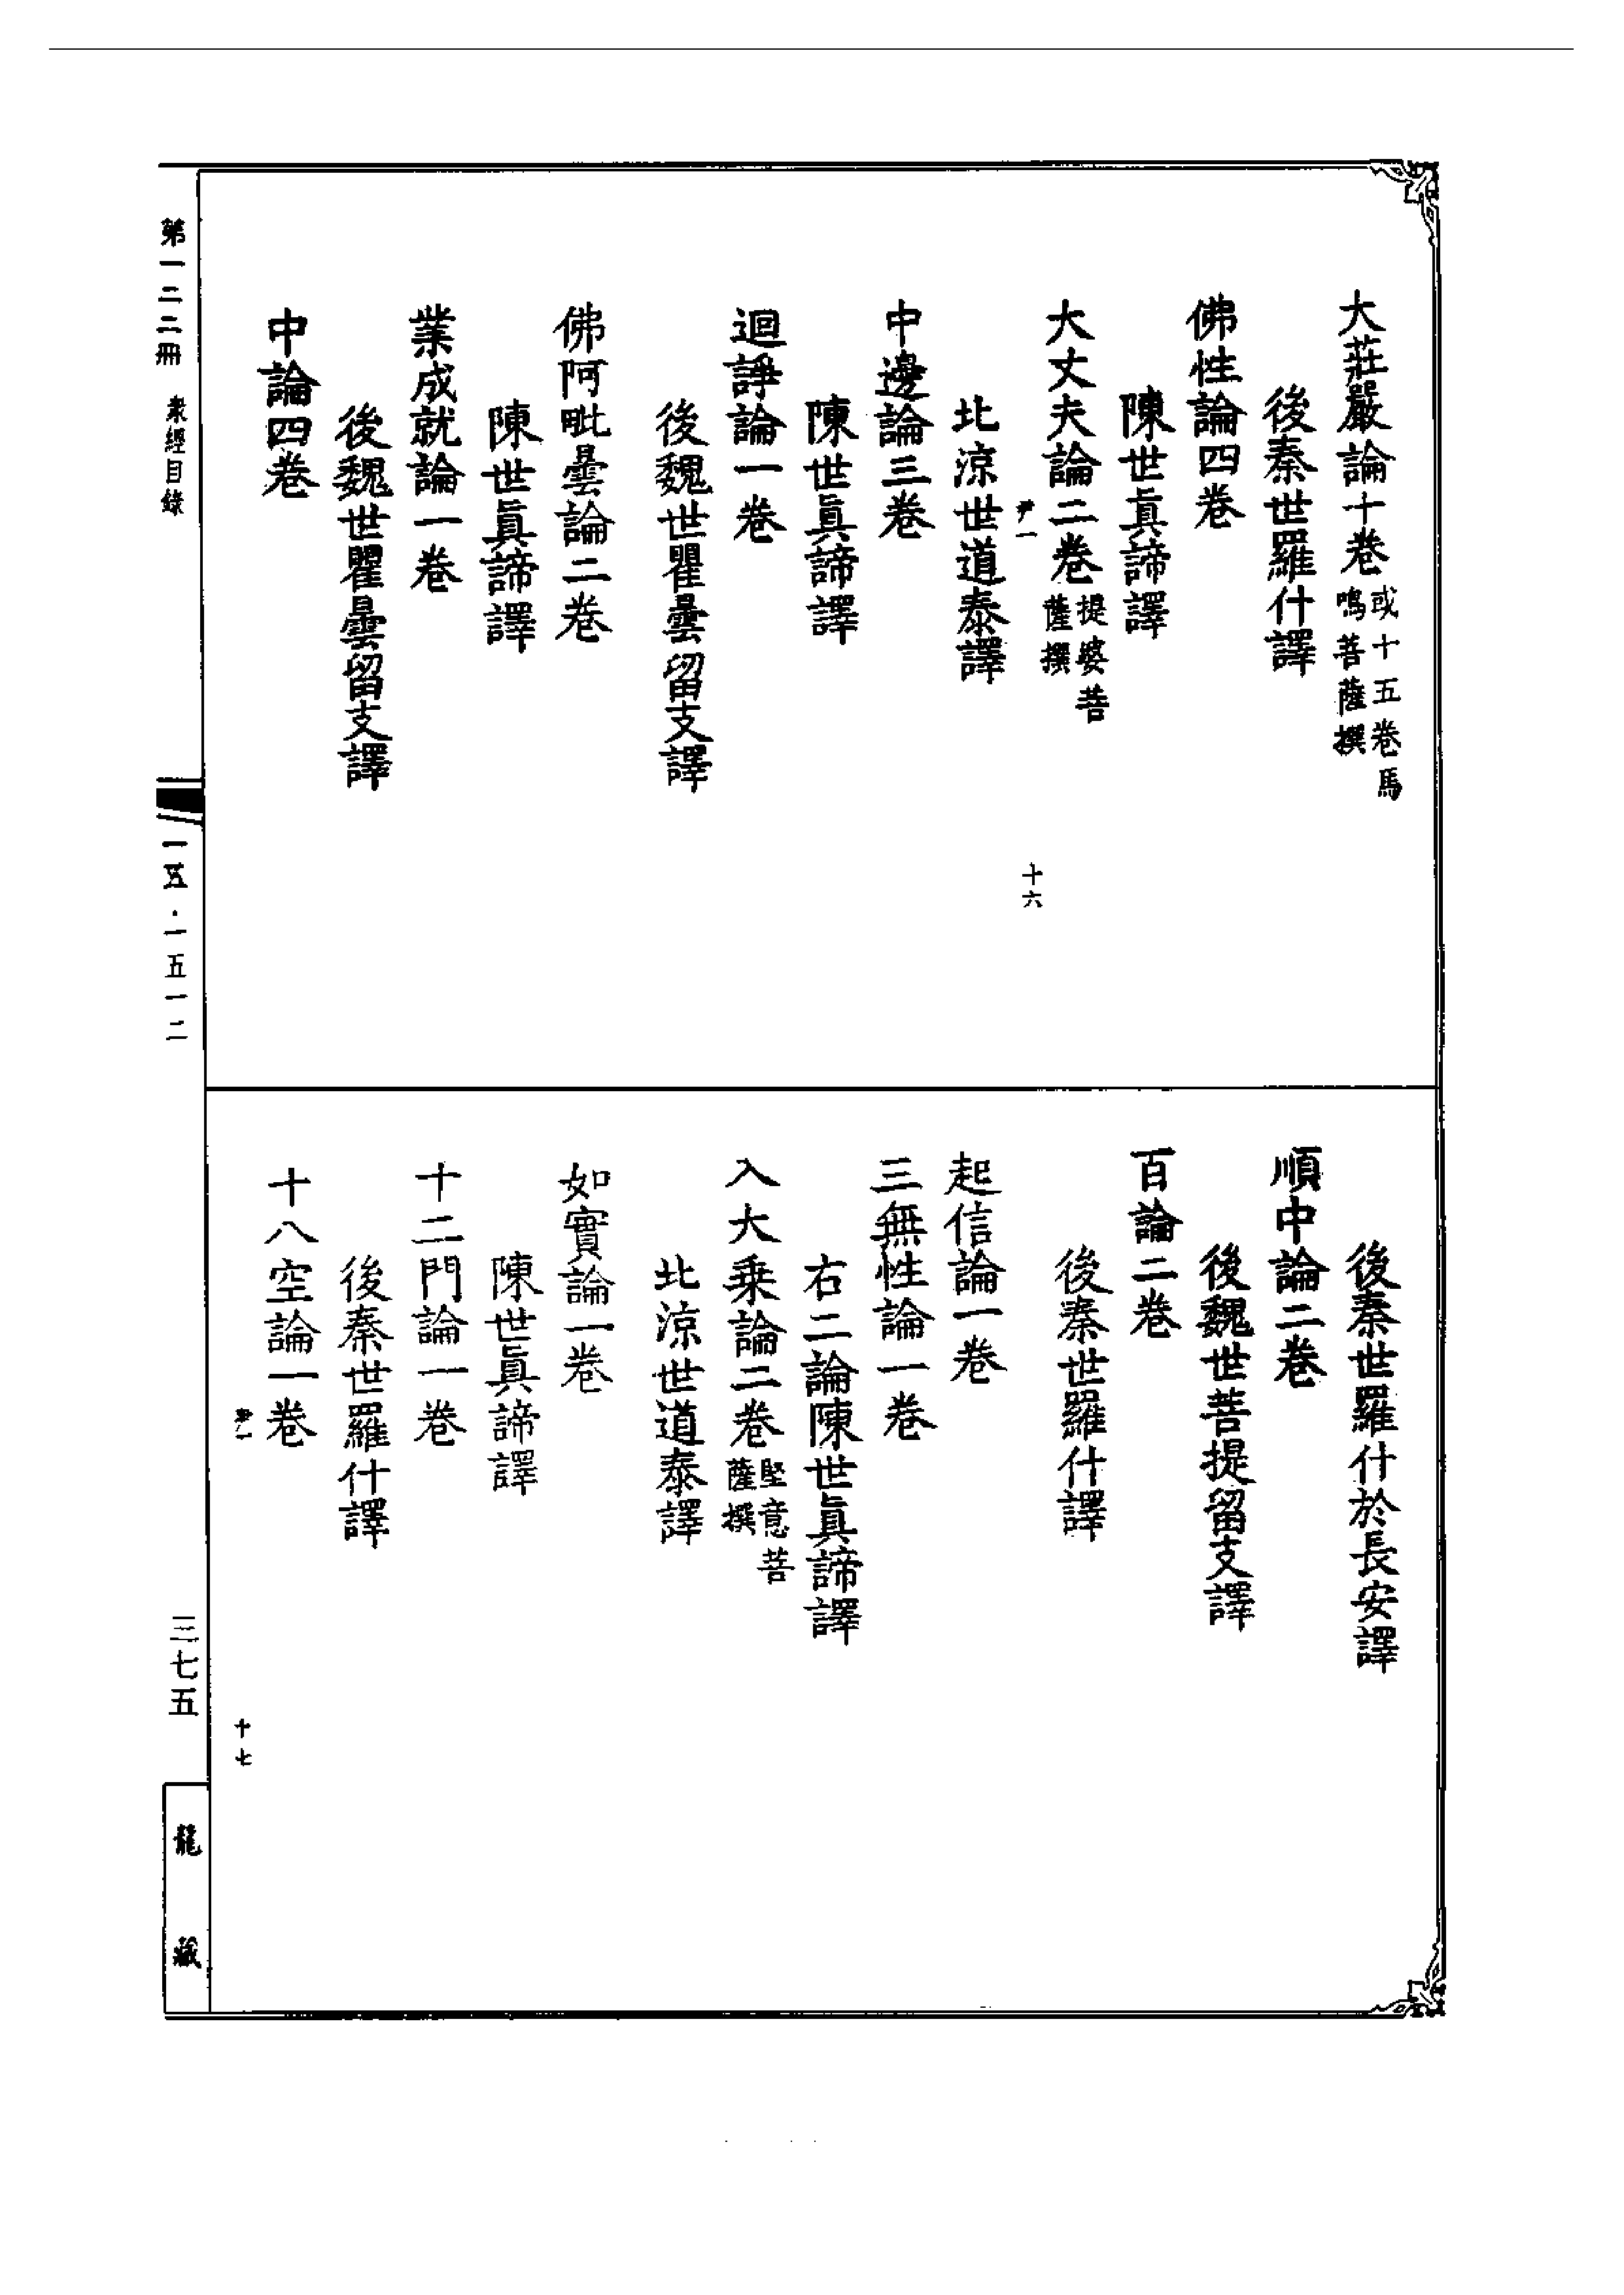 大莊嚴論十卷或十五卷馬鳴菩薩撰
後秦世羅什譯
佛性論四卷
陳世眞諦譯
大丈夫論二卷提婆菩薩撰
尹一
十六
北涼世道泰譯
中邊論三卷
陳世眞諦譯
迴諍論一卷
後魏世瞿曇留支譯
佛阿毗曇論二卷
陳世眞諦譯
業成就論一卷
後魏世瞿曇留支譯
中論四卷
後秦世羅什於長安譯
順中論二卷
後魏世菩提留支譯
百論二卷
後秦世羅什譯
起信論一卷
三無性論一卷
右二論陳世眞諦譯
入大乗論二卷堅意菩薩撰
北涼世道泰譯
如實論一卷
陳世眞諦譯
十二門論一卷
後秦世羅什譯
十八空論一卷
十七
第一二二冊 衆經目錄
一五·一五一二
三七五
龍藏